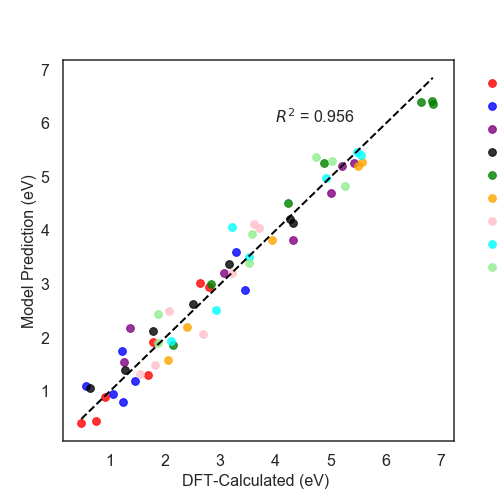 7
6
5
4
3
2
1
Model Prediction (eV)
R² = 0.956
1 2 3 4 5 6 7
DFT-Calculated (eV)